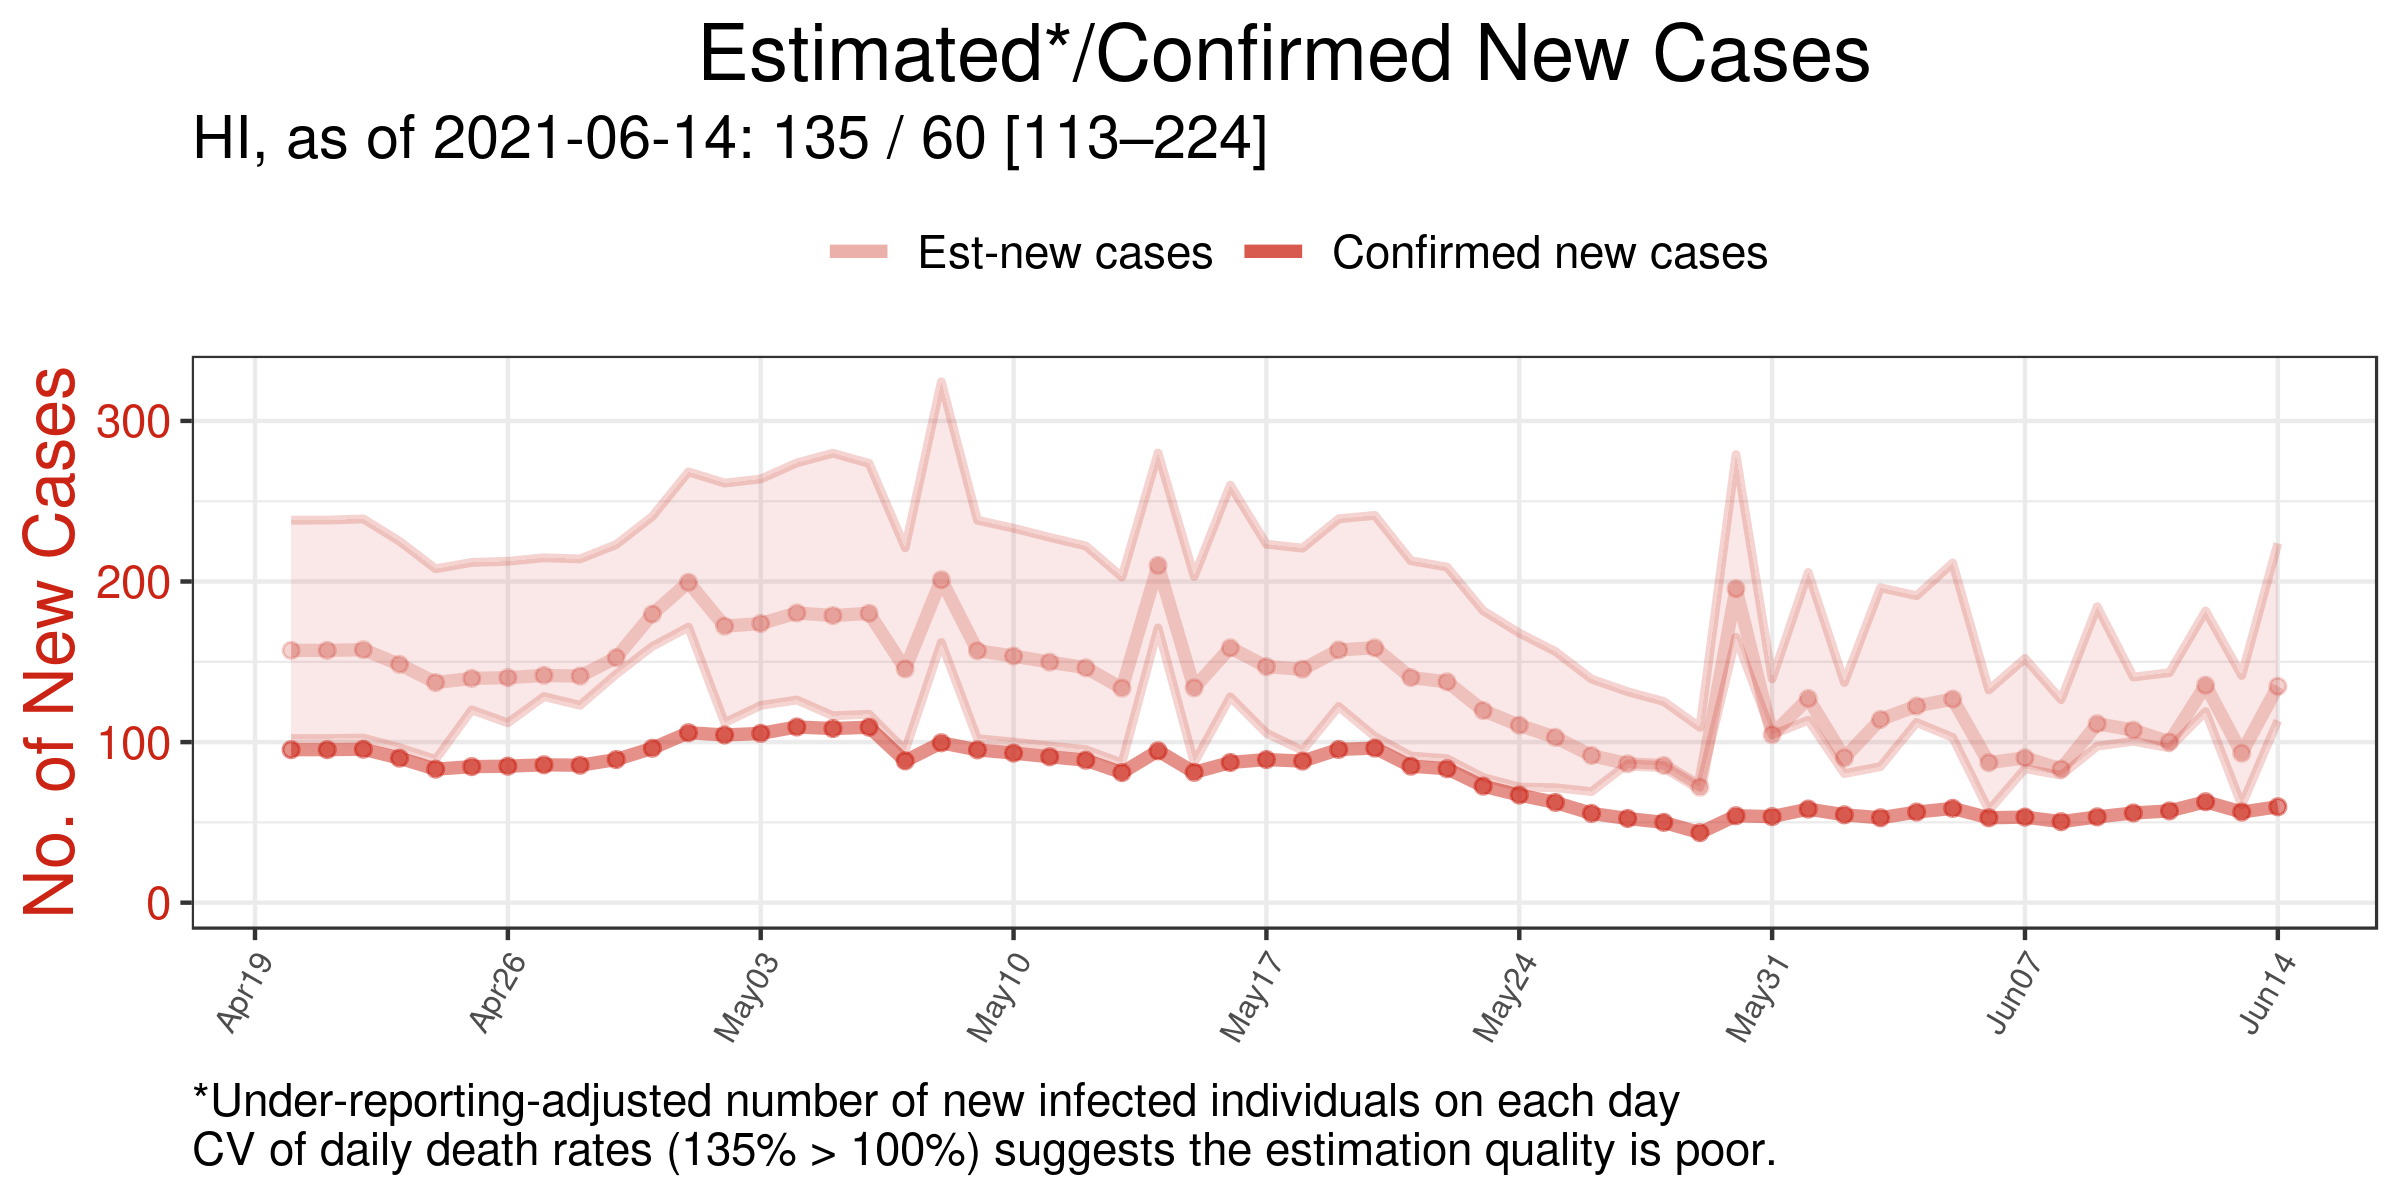 Estimated*/Confirmed New Cases
HI, as of 2021-06-14: 135 / 60 [113–224]
Est-new cases Confirmed new cases
No. of New Cases
300
200
100
0
Apr19 Apr26 May03 May10 May17 May24 May31 Jun07 Jun14
*Under-reporting-adjusted number of new infected individuals on each day
CV of daily death rates (135% > 100%) suggests the estimation quality is poor.